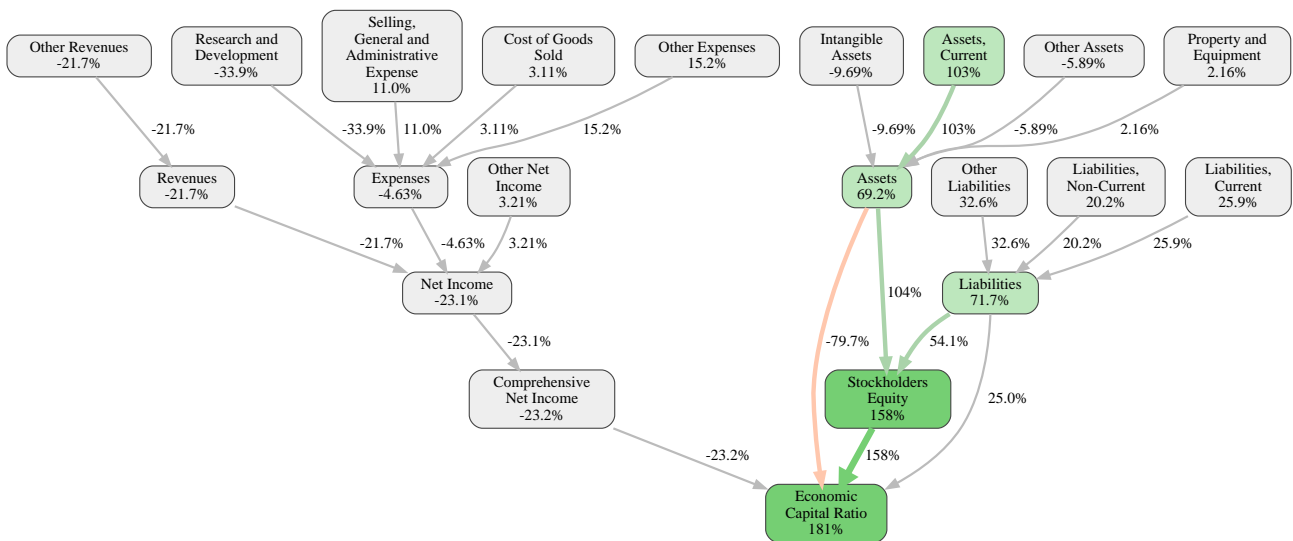 Other Revenues
-21.7%
Research and
Development
-33.9%
Selling,
General and
Administrative
Expense
11.0%
Cost of Goods
Sold
3.11%
Other Expenses
15.2%
Intangible
Assets
-9.69%
Assets,
Current
103%
Other Assets
-5.89%
Property and
Equipment
2.16%
-21.7%
-33.9%
11.0%
3.11%
15.2%
-9.69%
103%
-5.89%
2.16%
Revenues
-21.7%
Expenses
-4.63%
Other Net
Income
3.21%
Assets
69.2%
Other
Liabilities
32.6%
Liabilities,
Non-Current
20.2%
Liabilities,
Current
25.9%
-21.7%
-4.63%
3.21%
32.6%
20.2%
25.9%
Net Income
-23.1%
Liabilities
71.7%
104%
-23.1%
-79.7%
54.1%
Comprehensive
Net Income
-23.2%
Stockholders
Equity
158%
25.0%
-23.2%
158%
Economic
Capital Ratio
181%